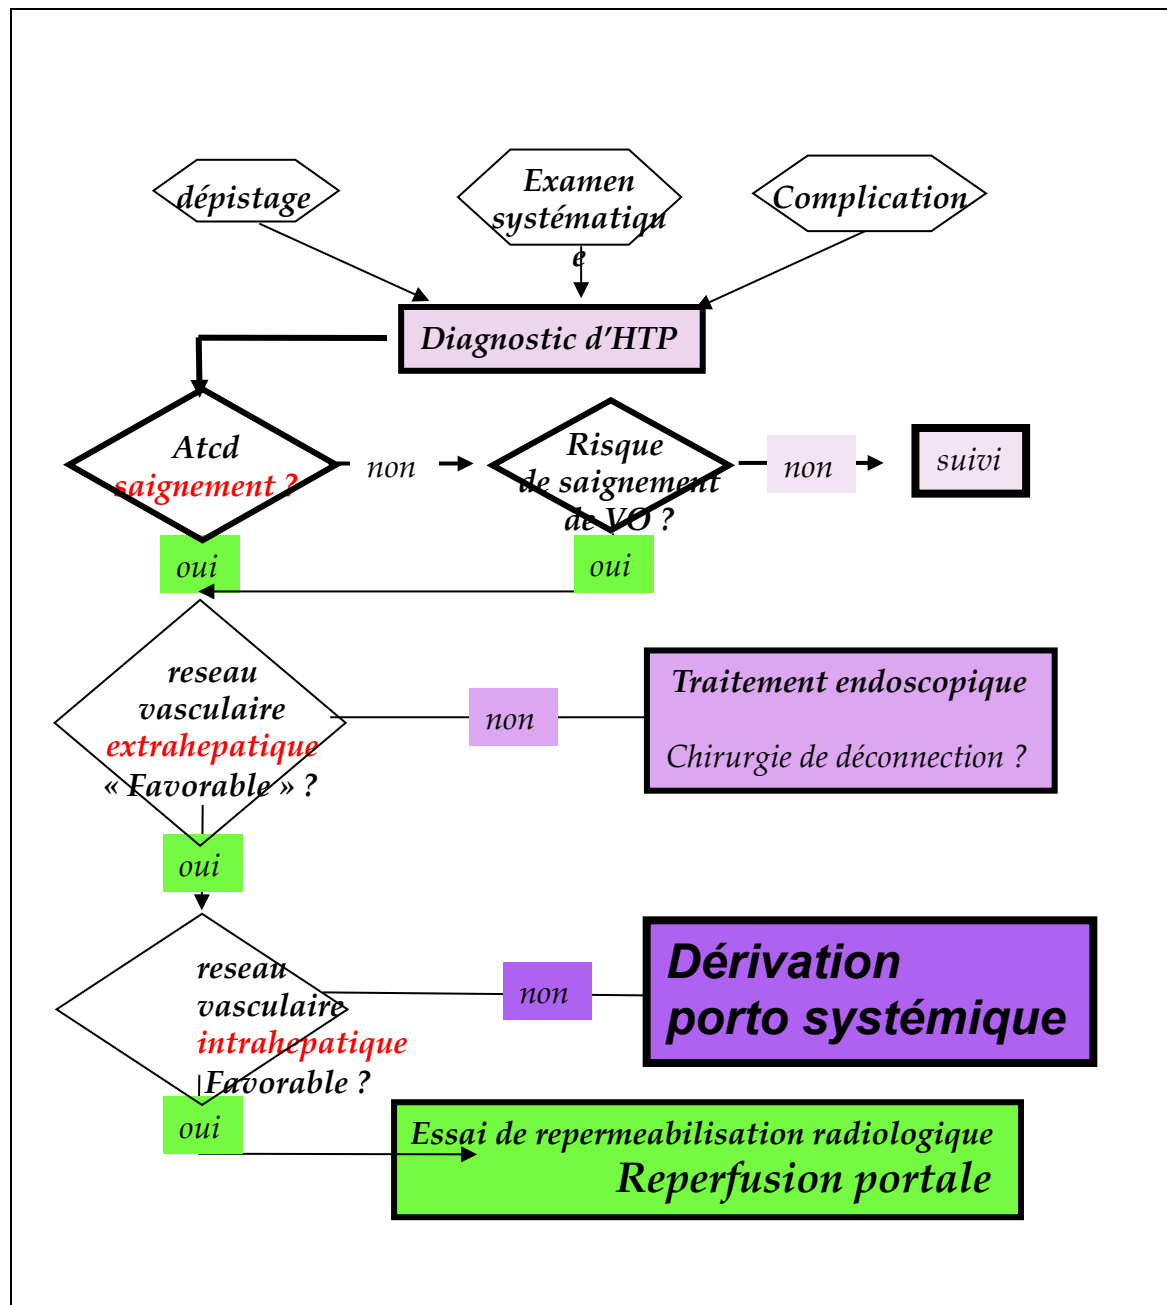 dépistage
Examen
systématiqu
e
Complication
Diagnostic d'HTP
Atcd
saignement ?
non
Risque
de saignement
de VO ?
non
suivi
oui
oui
reseau
vasculaire
extrahepatique
« Favorable » ?
non
Traitement endoscopique
Chirurgie de déconnection ?
oui
reseau
vasculaire
intrahepatique
Favorable ?
non
Dérivation
porto systémique
oui
Essai de repermeabilisation radiologique
Reperfusion portale